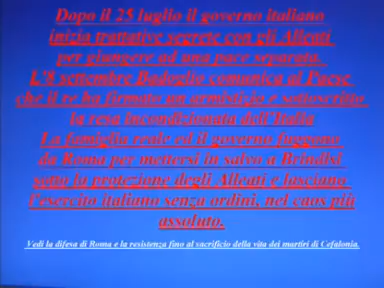 Dopo il 25 luglio il governo italiano
inizia trattative segrete con gli Alleati
per giungere ad una pace separata.
L'8 settembre Badoglio comunica al Paese
che il re ha firmato un armistizio e sottoscritto
la resa incondizionata dell'Italia
La famiglia reale ed il governo fuggono
da Roma per mettersi in salvo a Brindisi
sotto la protezione degli Alleati e lasciano
l'esercito italiano senza ordini, nel caos più
assoluto.
Vedi la difeva di Roma e la resistenza fino al sacrificio della vita dei martiri di Cefalonia.